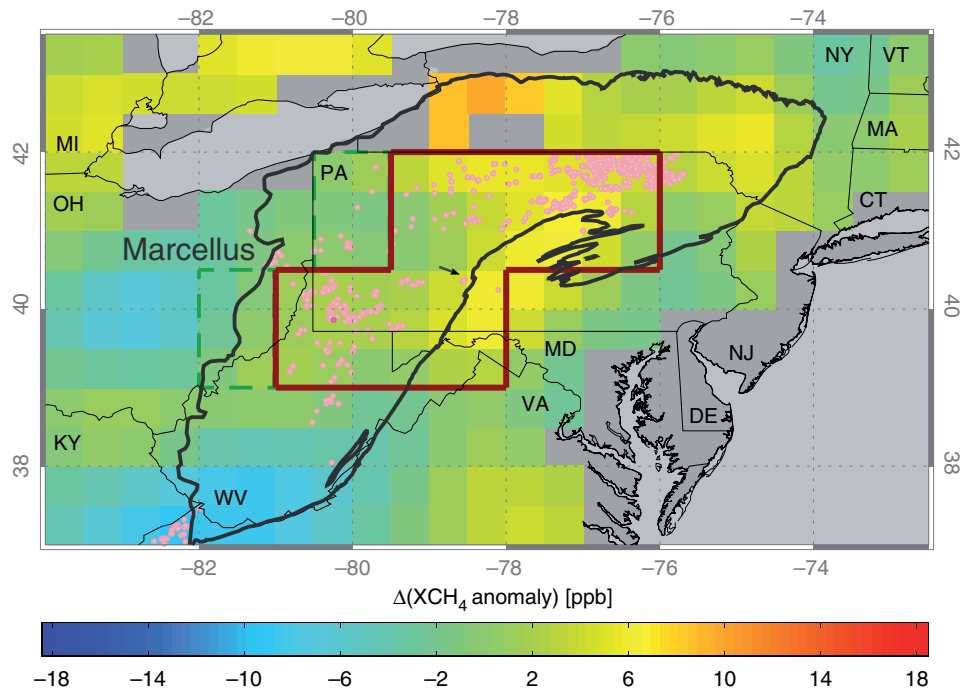 −82 −80 −78 −76 −74
NY VT
MI
MA
42 42
PA
OH
CT
Marcellus
40 40
MD
NJ
VA
DE
KY
38 38
WV
−82 −80 −78 −76 −74
Δ(XCH₄ anomaly) [ppb]
−18 −14 −10 −6 −2 2 6 10 14 18